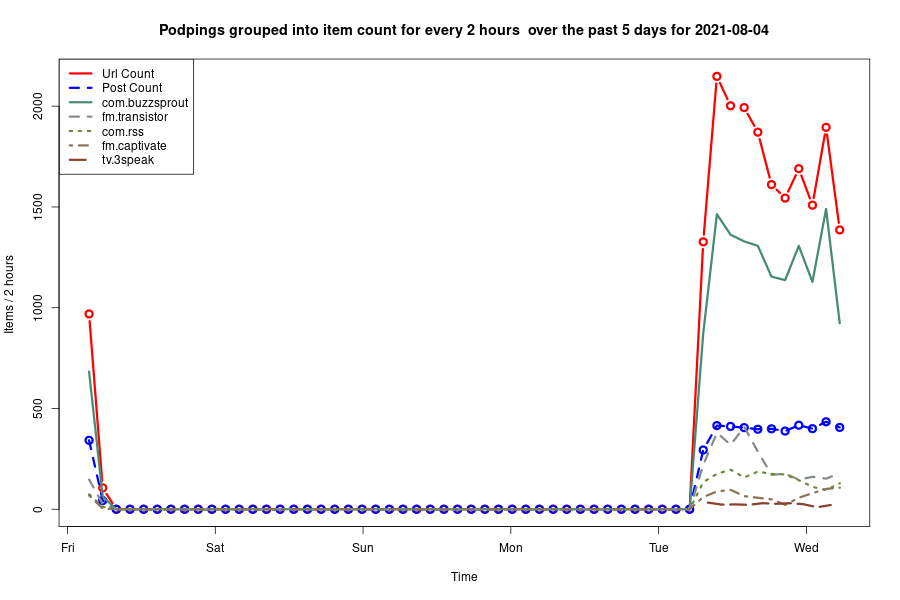 Podpings grouped into item count for every 2 hours  over the past 5 days for 2021-08-04
Url Count
Post Count
com.buzzsprout
fm.transistor
com.rss
fm.captivate
tv.3speak
Items / 2 hours
2000
1500
1000
500
0
Fri Sat Sun Mon Tue Wed
Time